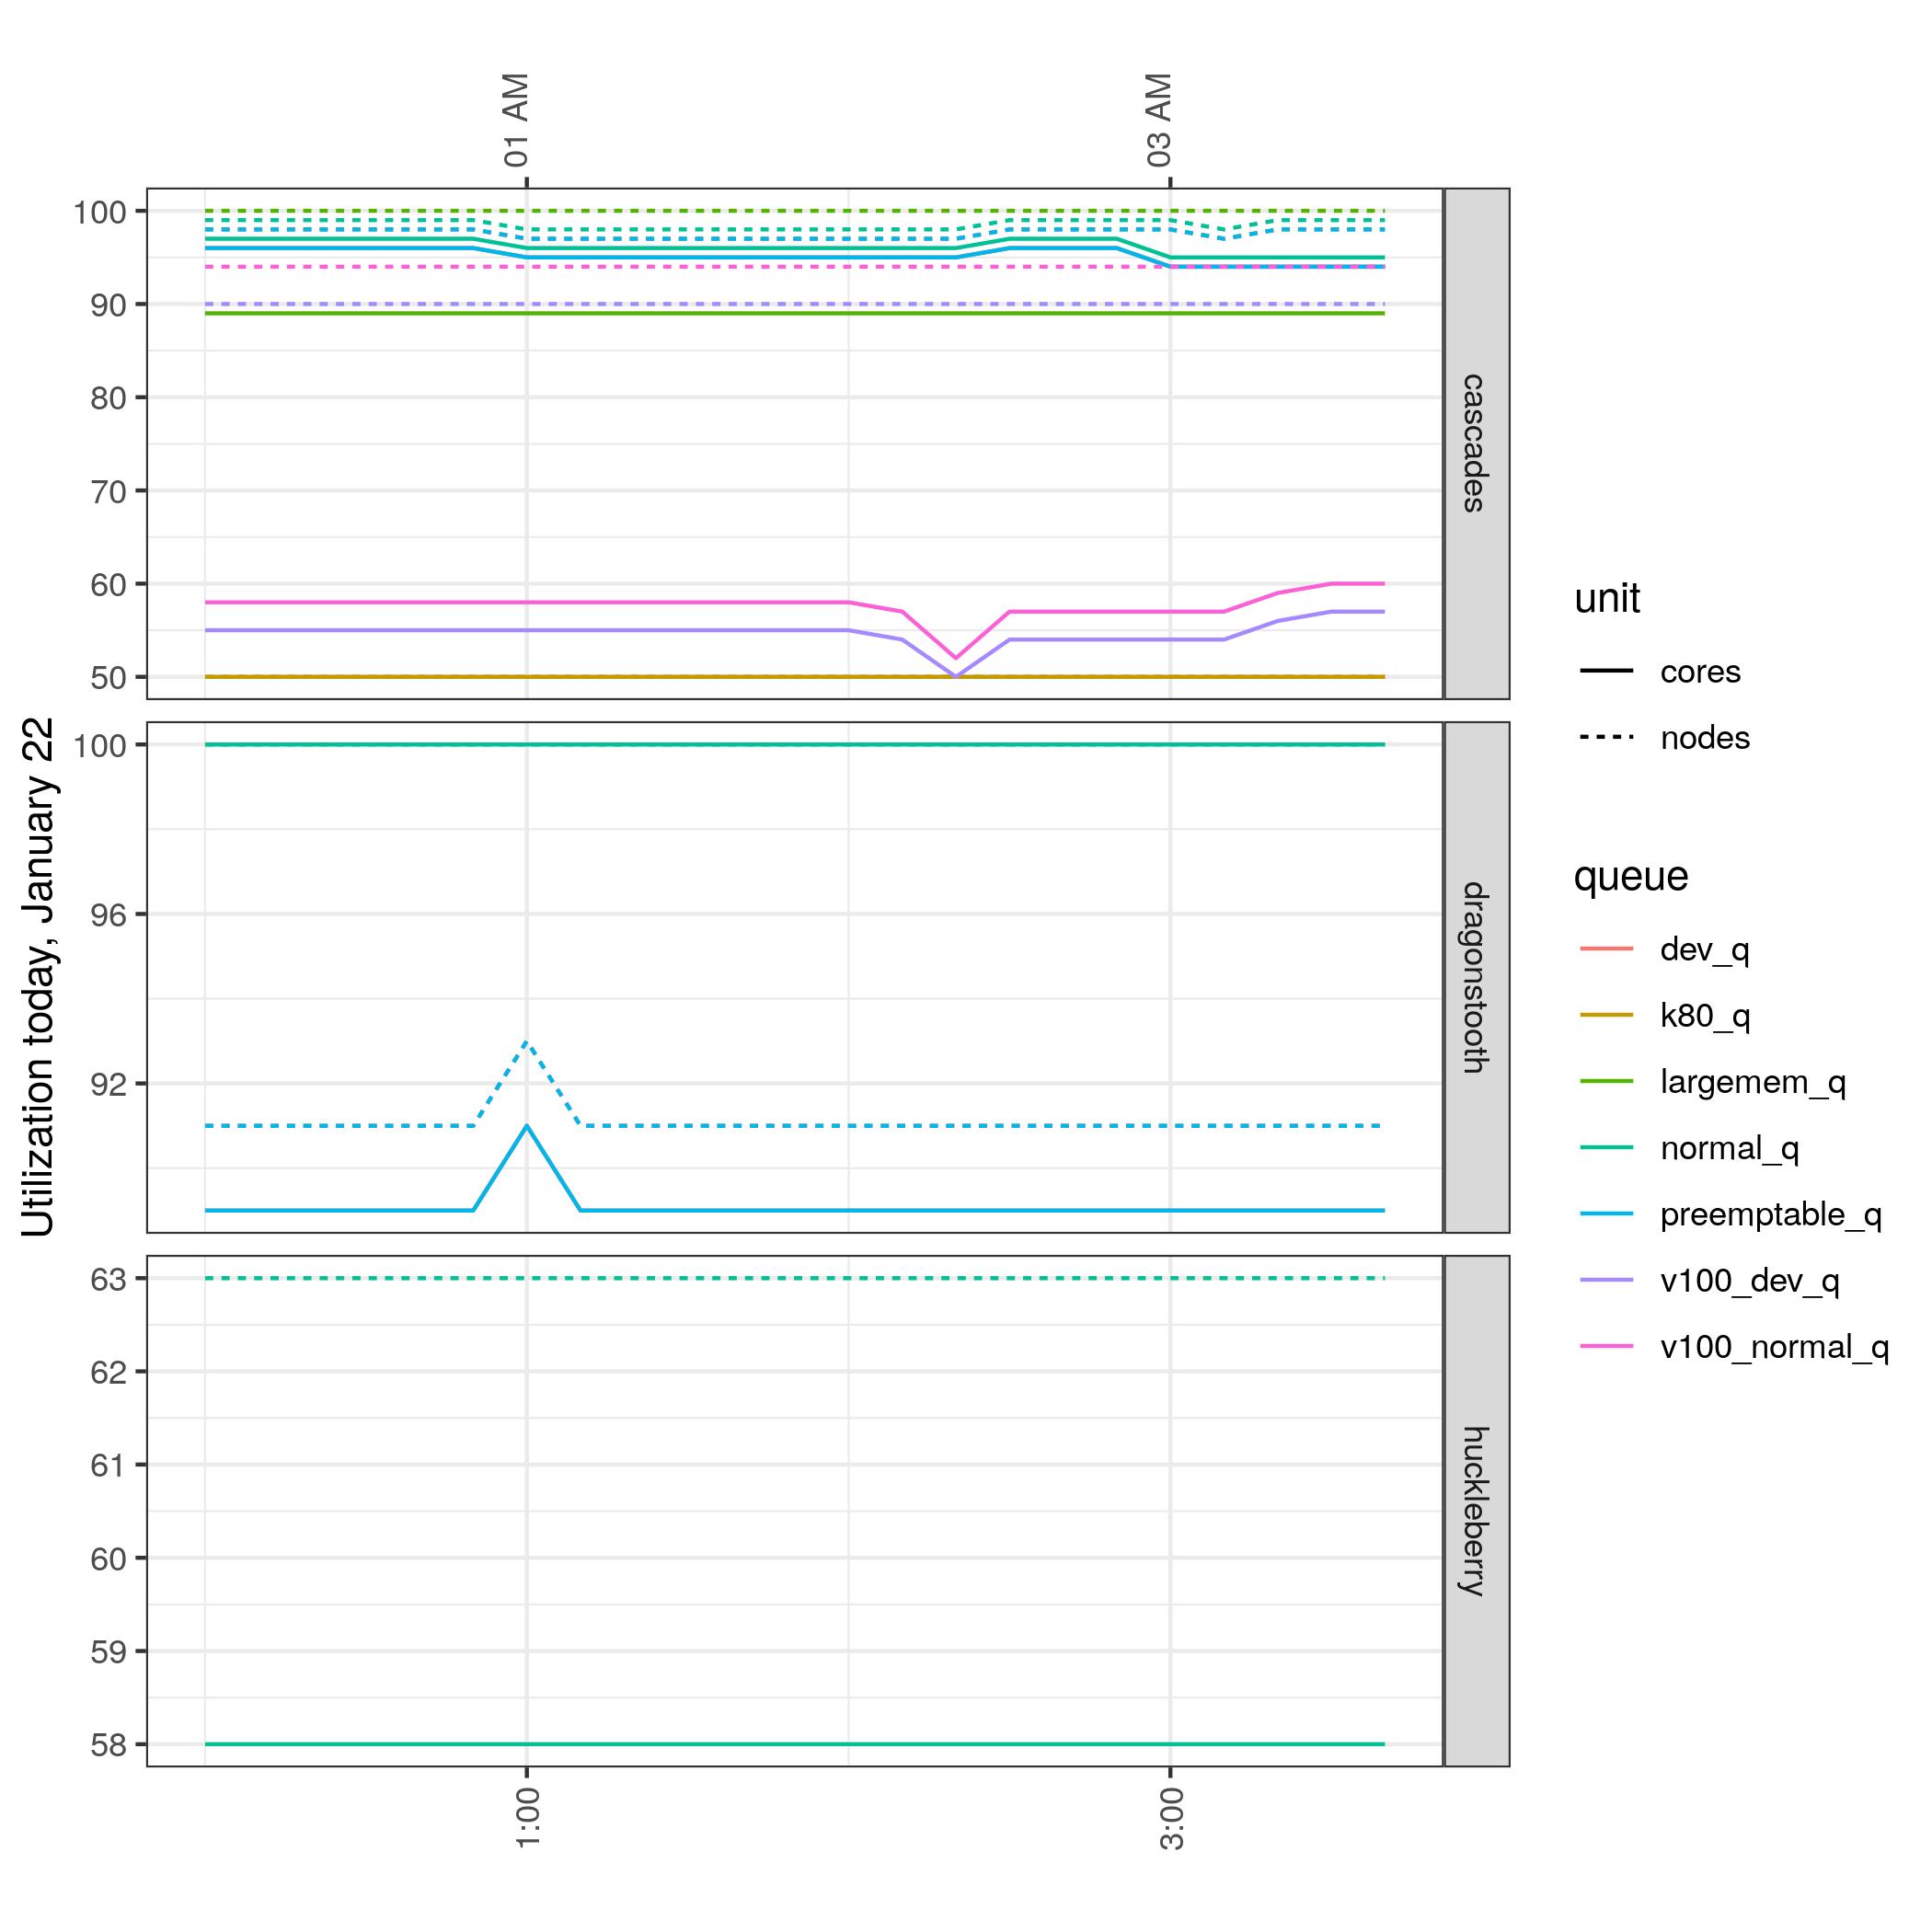 01 AM
03 AM
Utilization today, January 22
100
90
80
70
60
50
cascades
100
96
92
dragonstooth
63
62
61
60
59
58
huckleberry
1:00
3:00
unit
cores
nodes
queue
dev_q
k80_q
largemem_q
normal_q
preemptable_q
v100_dev_q
v100_normal_q